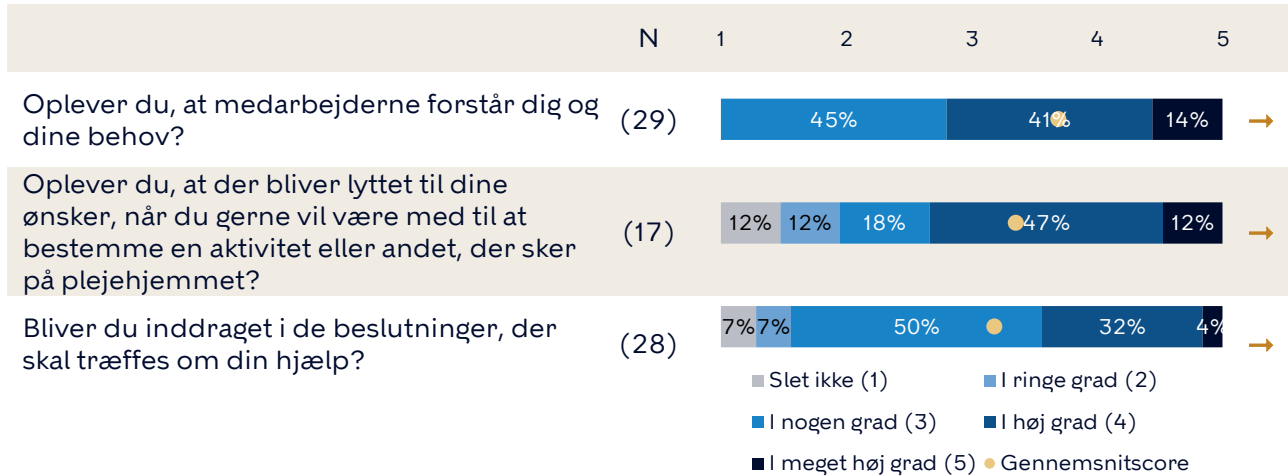 N 1 2 3 4 5
Oplever du, at medarbejderne forstår dig og
dine behov?
(29)
45% 41% 14%
Oplever du, at der bliver lyttet til dine
ønsker, når du gerne vil være med til at
bestemme en aktivitet eller andet, der sker
på plejehjemmet?
(17)
12% 12% 18% 47% 12%
Bliver du inddraget i de beslutninger, der
skal træffes om din hjælp?
(28)
7% 7% 50% 32% 4%
Slet ikke (1) I ringe grad (2)
I nogen grad (3) I høj grad (4)
I meget høj grad (5) Gennemsnitscore